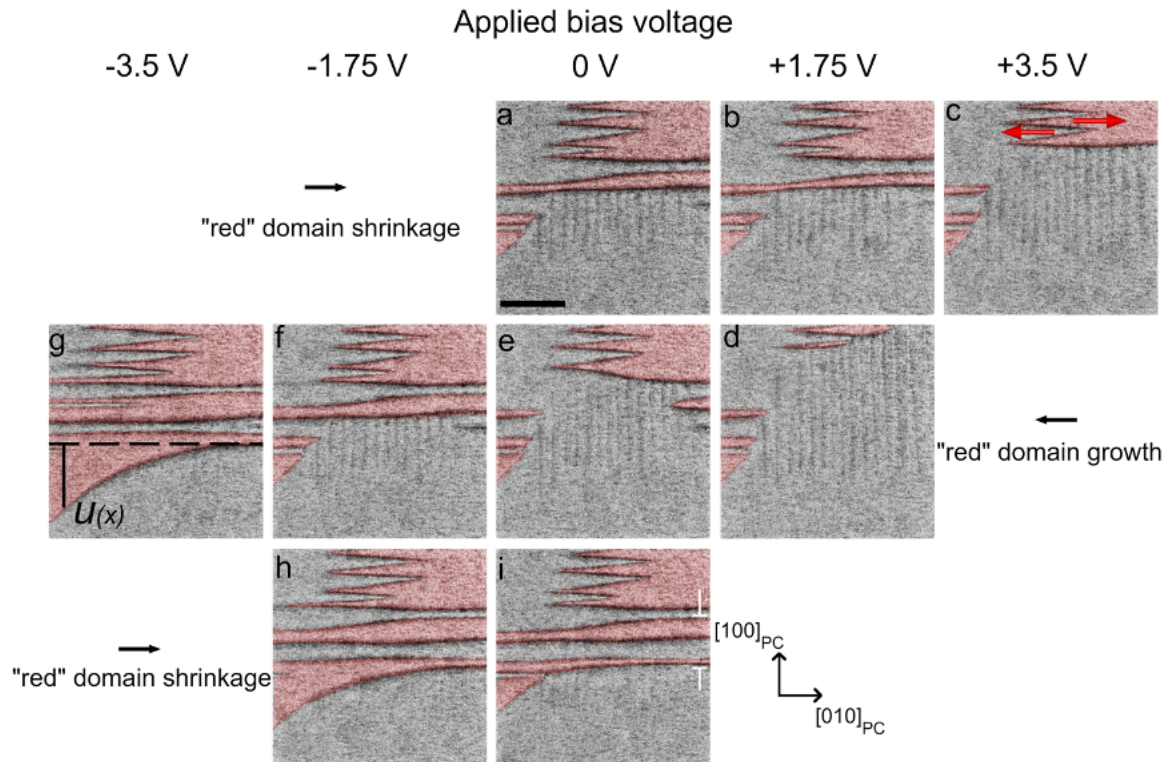 Applied bias voltage
-3.5 V -1.75 V 0 V +1.75 V +3.5 V
a b c
"red" domain shrinkage
g f e d
"red" domain growth
u(x)
h i
[100]PC
"red" domain shrinkage
[010]PC